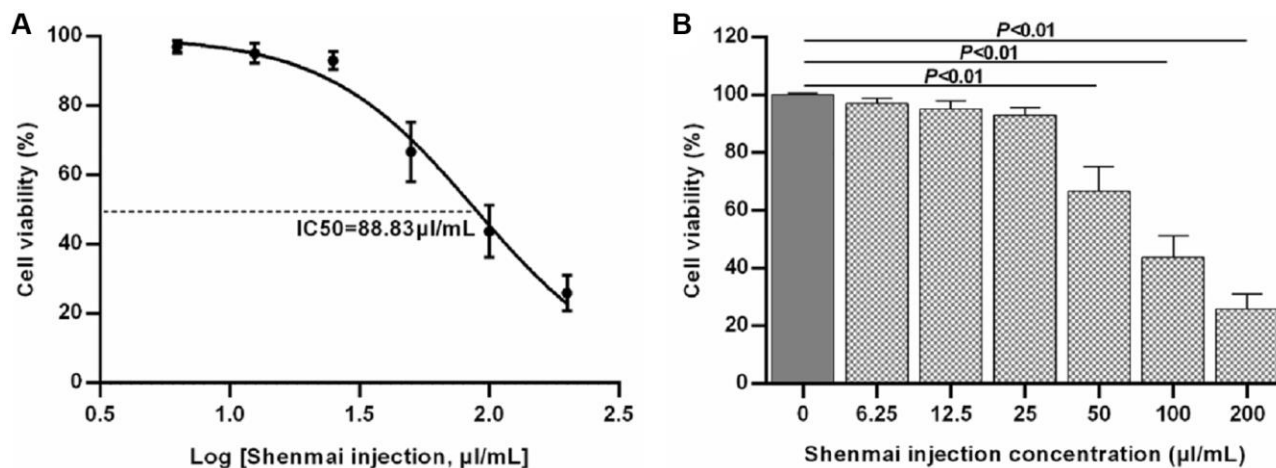 A
Cell viability (%)
100
80
60
40
20
0
IC50=88.83µl/mL
0.5 1.0 1.5 2.0 2.5
Log [Shenmai injection, µl/mL]
B
Cell viability (%)
120
100
80
60
40
20
0
P<0.01
P<0.01
P<0.01
0 6.25 12.5 25 50 100 200
Shenmai injection concentration (µl/mL)